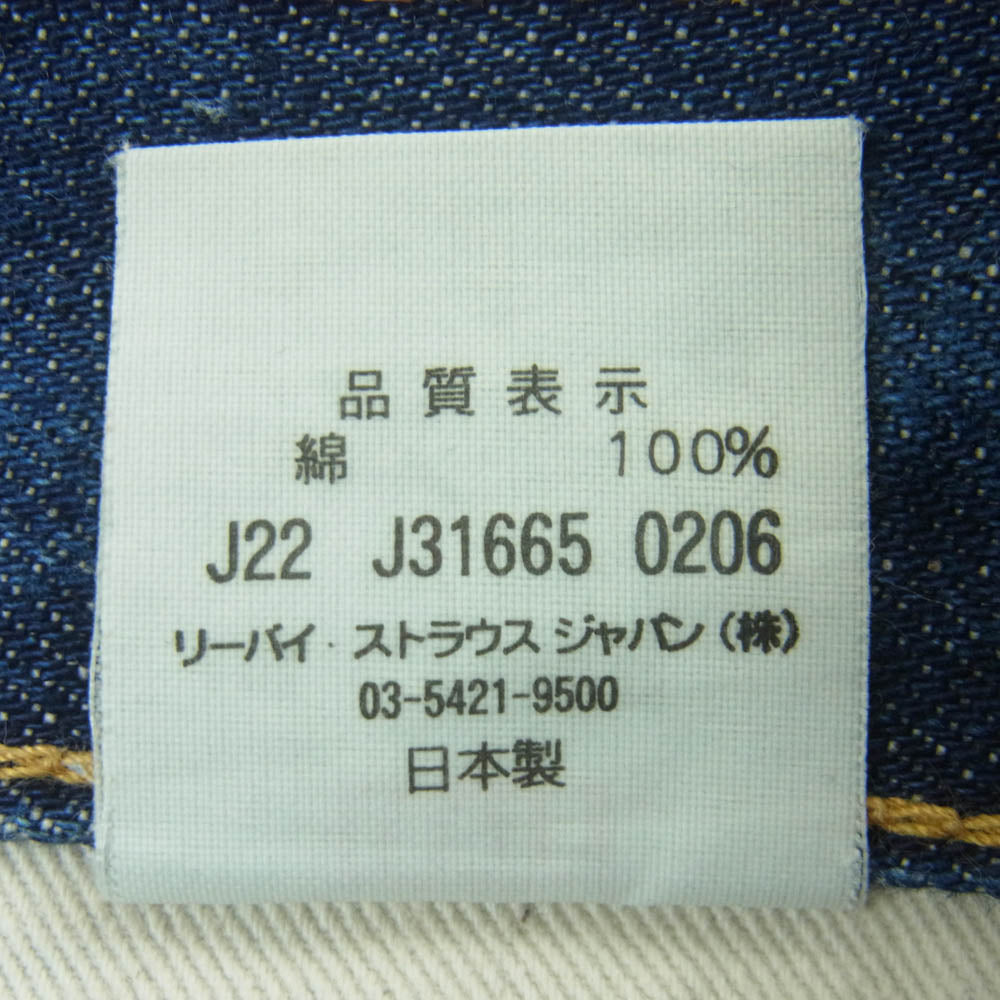 品質表示
綿 100%
J22 J31665 0206
リーバイ・ストラウス ジャパン(株)
03-5421-9500
日本製